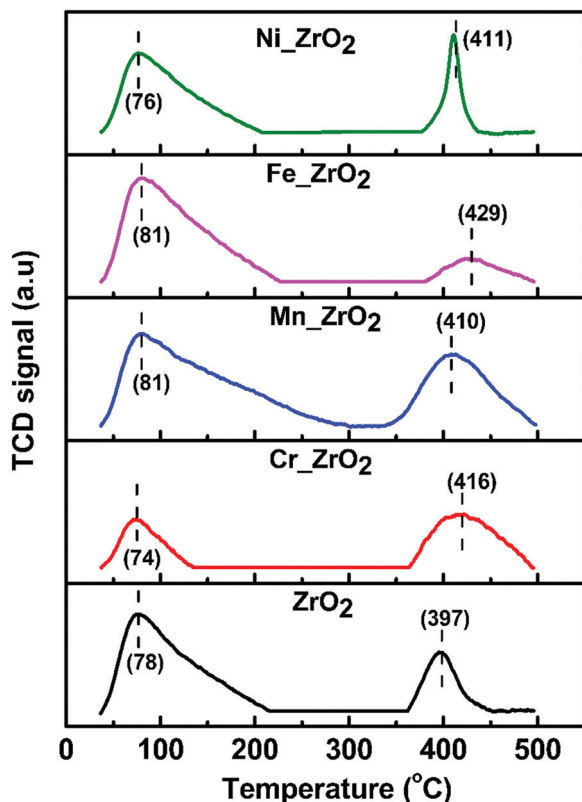 Ni_ZrO2
(411)
(76)
Fe_ZrO2
(429)
(81)
Mn_ZrO2
(410)
(81)
Cr_ZrO2
(416)
(74)
ZrO2
(397)
(78)
TCD signal (a.u)
0 100 200 300 400 500
Temperature (oC)